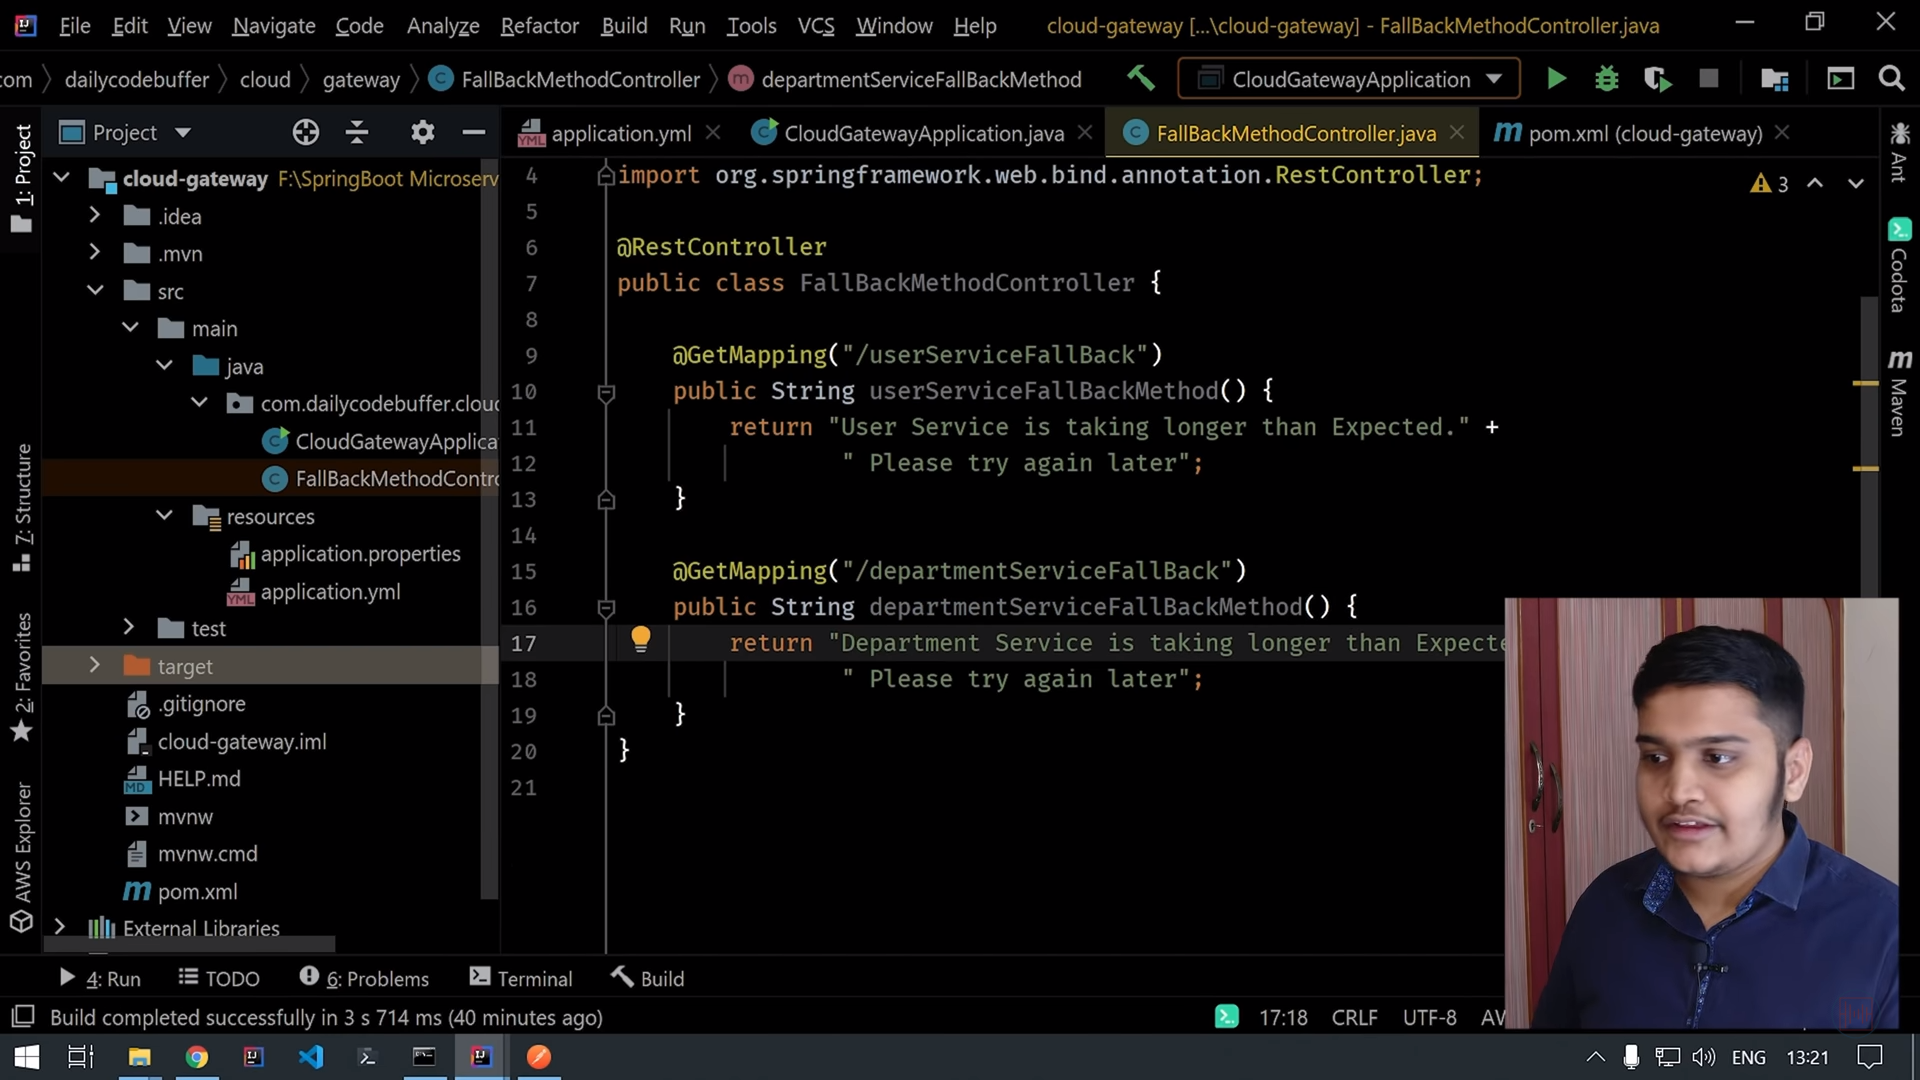 File Edit View Navigate Code Analyze Refactor Build Run Tools VCS Window Help cloud-gateway [...\cloud-gateway] - FallBackMethodController.java
com dailycodebuffer cloud gateway FallBackMethodController departmentServiceFallBackMethod CloudGatewayApplication
1: Project
7: Structure
2: Favorites
AWS Explorer
Project
cloud-gateway F:\SpringBoot Microserv
.idea
.mvn
src
main
java
com.dailycodebuffer.clou
CloudGatewayApplica
FallBackMethodContr
resources
application.properties
application.yml
YML
test
target
.gitignore
cloud-gateway.iml
HELP.md
MD
mvnw
mvnw.cmd
pom.xml
External Libraries
application.yml CloudGatewayApplication.java FallBackMethodController.java pom.xml (cloud-gateway)
YML
3
4 import org.springframework.web.bind.annotation.RestController;
5
6 @RestController
7 public class FallBackMethodController {
8
9 @GetMapping("/userServiceFallBack")
10 public String userServiceFallBackMethod() {
11 return "User Service is taking longer than Expected." +
12 " Please try again later";
13 }
14
15 @GetMapping("/departmentServiceFallBack")
16 public String departmentServiceFallBackMethod() {
17 return "Department Service is taking longer than Expecte
18 " Please try again later";
19 }
20 }
21
Ant
Codota
Maven
4: Run TODO 6: Problems Terminal Build
Build completed successfully in 3 s 714 ms (40 minutes ago) 17:18 CRLF UTF-8 AW
ENG 13:21